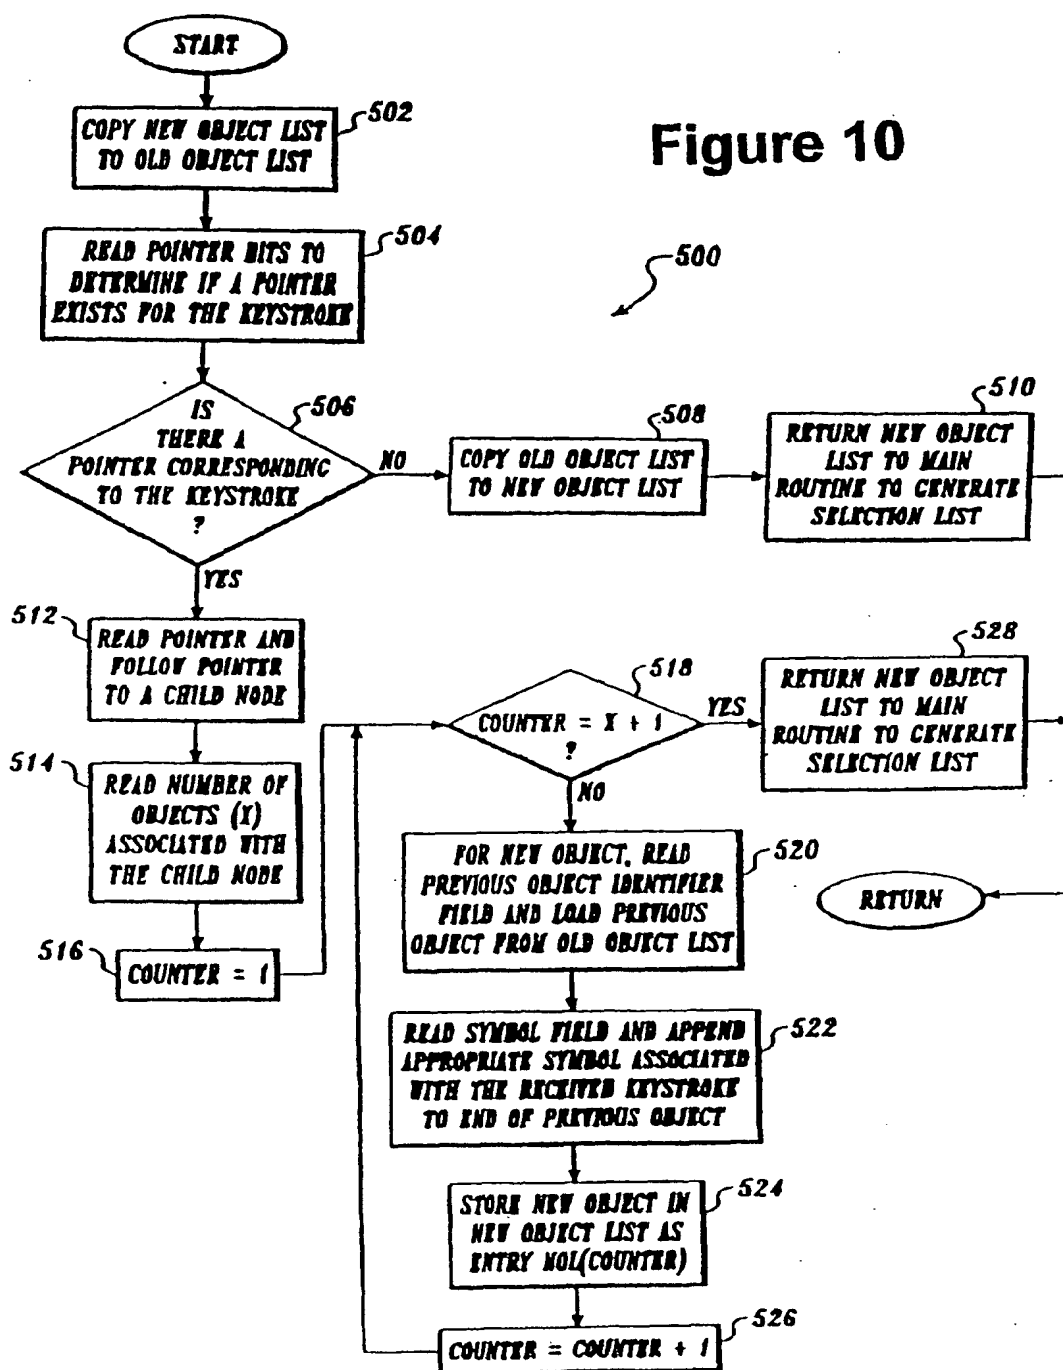 START
COPY NEW OBJECT LIST
TO OLD OBJECT LIST
502
Figure 10
READ POINTER BITS TO
DETERMINE IF A POINTER
EXISTS FOR THE KEYSTROKE
504
500
IS
THERE A
POINTER CORRESPONDING
TO THE KEYSTROKE
?
506
NO
COPY OLD OBJECT LIST
TO NEW OBJECT LIST
508
RETURN NEW OBJECT
LIST TO MAIN
ROUTINE TO GENERATE
SELECTION LIST
510
YES
512
READ POINTER AND
FOLLOW POINTER
TO A CHILD NODE
514
READ NUMBER OF
OBJECTS (X)
ASSOCIATED WITH
THE CHILD NODE
516
COUNTER = 1
518
COUNTER = X + 1
?
YES
NO
528
RETURN NEW OBJECT
LIST TO MAIN
ROUTINE TO GENERATE
SELECTION LIST
FOR NEW OBJECT, READ
PREVIOUS OBJECT IDENTIFIER
FIELD AND LOAD PREVIOUS
OBJECT FROM OLD OBJECT LIST
520
RETURN
READ SYMBOL FIELD AND APPEND
APPROPRIATE SYMBOL ASSOCIATED
WITH THE RECEIVED KEYSTROKE
TO END OF PREVIOUS OBJECT
522
STORE NEW OBJECT IN
NEW OBJECT LIST AS
ENTRY NOL(COUNTER)
524
COUNTER = COUNTER + 1
526